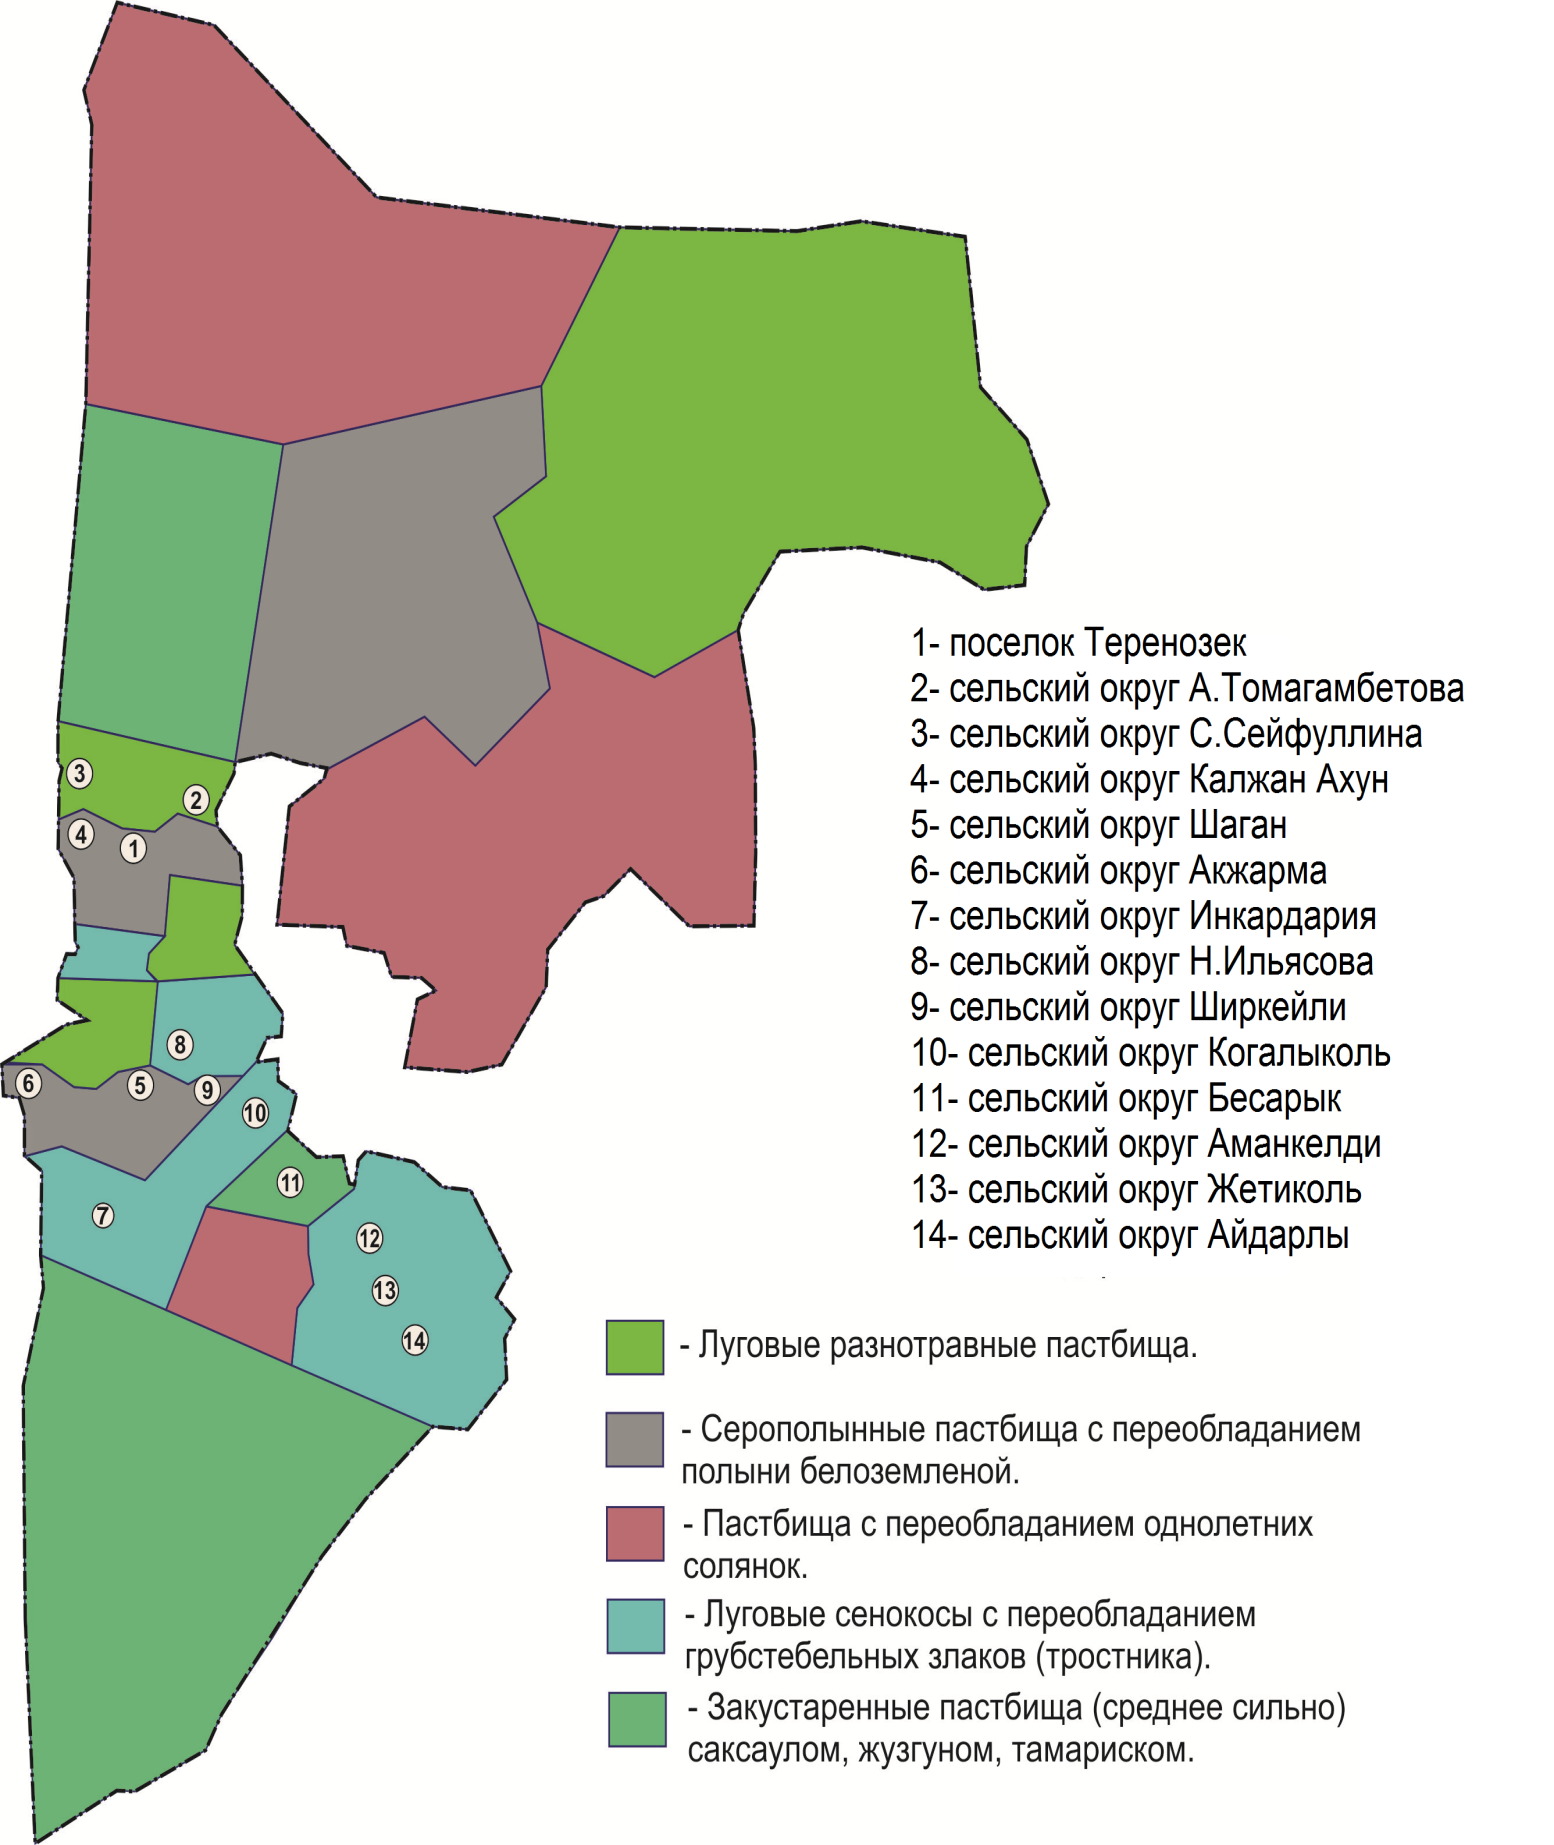 3
2
4
1
8
6
5
9
10
11
7
12
13
14
1- поселок Теренозек
2- сельский округ А.Томагамбетова
3- сельский округ С.Сейфуллина
4- сельский округ Калжан Ахун
5- сельский округ Шаган
6- сельский округ Акжарма
7- сельский округ Инкардария
8- сельский округ Н.Ильясова
9- сельский округ Ширкейли
10- сельский округ Когалыколь
11- сельский округ Бесарык
12- сельский округ Аманкелди
13- сельский округ Жетиколь
14- сельский округ Айдарлы
- Луговые разнотравные пастбища.
- Серополынные пастбища с переобладанием
полыни белоземленой.
- Пастбища с переобладанием однолетних
солянок.
- Луговые сенокосы с переобладанием
грубстебельных злаков (тростника).
- Закустаренные пастбища (среднее сильно)
саксаулом, жузгуном, тамариском.